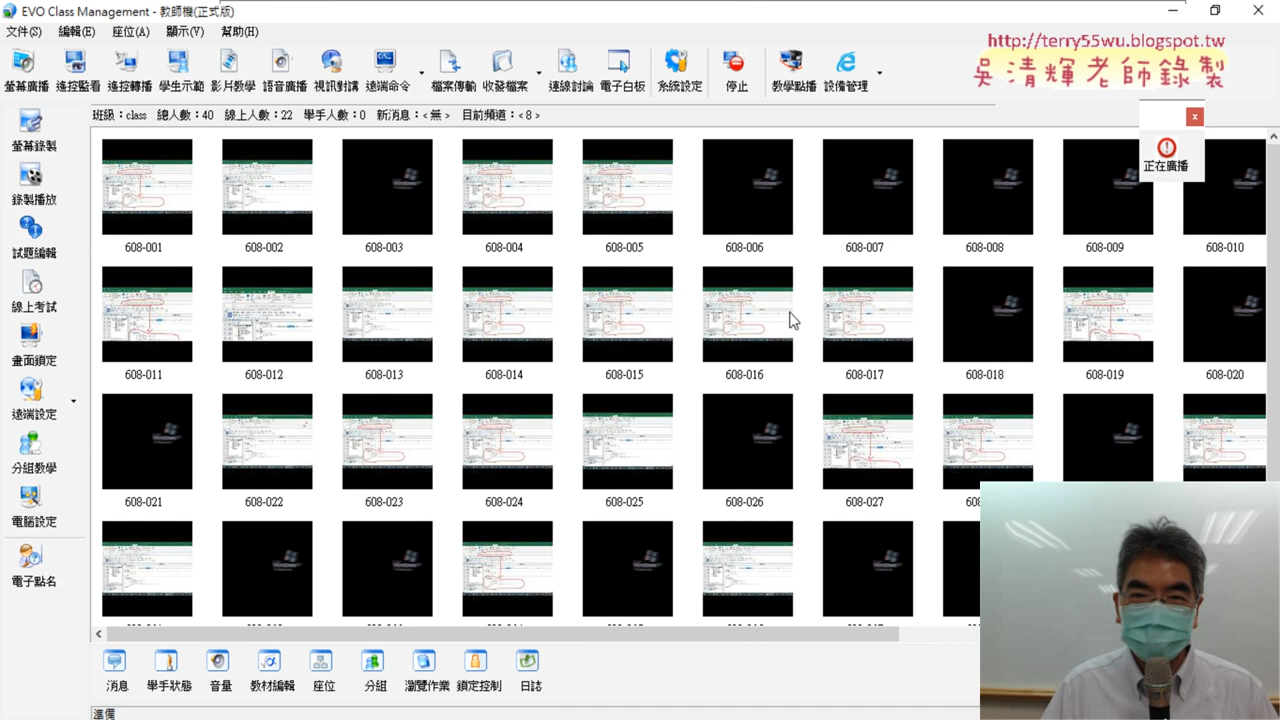 EVO Class Management - 教師機(正式版)
文件(S) 編輯(E) 座位(A) 顯示(V) 幫助(H)
http://terry55wu.blogspot.tw
吳清輝老師錄製
螢幕廣播 遙控監看 遙控轉播 學生示範 影片教學 語音廣播 視訊對講 遠端命令 檔案傳輸 收發檔案 連線討論 電子白板 系統設定 停止 教學點播 設備管理
班級：class 總人數：40 線上人數：22 舉手人數：0 新消息：<無> 目前頻道：<8>
x
正在廣播
螢幕錄製
錄製播放
試題編輯
線上考試
畫面鎖定
遠端設定
分組教學
電腦設定
電子點名
608-001 608-002 608-003 608-004 608-005 608-006 608-007 608-008 608-009 608-010
608-011 608-012 608-013 608-014 608-015 608-016 608-017 608-018 608-019 608-020
608-021 608-022 608-023 608-024 608-025 608-026 608-027
消息 舉手狀態 音量 教材編輯 座位 分組 瀏覽作業 鎖定控制 日誌
準備